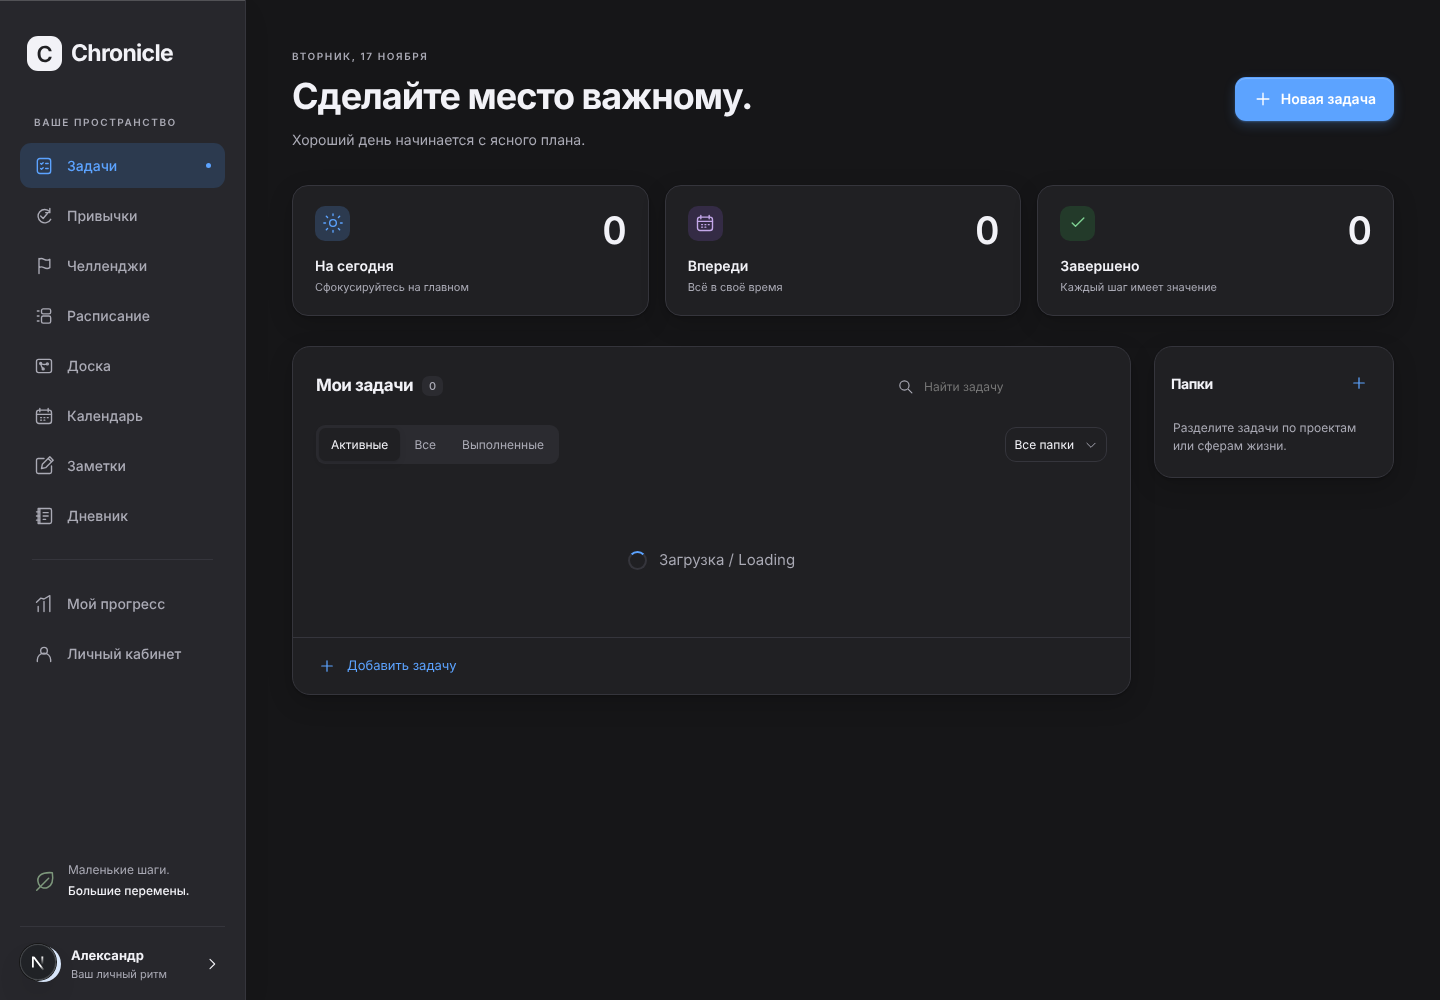 C Chronicle
ВАШЕ ПРОСТРАНСТВО
Задачи
Привычки
Челленджи
Расписание
Доска
Календарь
Заметки
Дневник
Мой прогресс
Личный кабинет
Маленькие шаги.
Большие перемены.
N
Александр
Ваш личный ритм
ВТОРНИК, 17 НОЯБРЯ
Сделайте место важному.
Хороший день начинается с ясного плана.
Новая задача
0
На сегодня
Сфокусируйтесь на главном
0
Впереди
Всё в своё время
0
Завершено
Каждый шаг имеет значение
Мои задачи 0
Найти задачу
Активные Все Выполненные
Все папки
Загрузка / Loading
Добавить задачу
Папки
Разделите задачи по проектам
или сферам жизни.